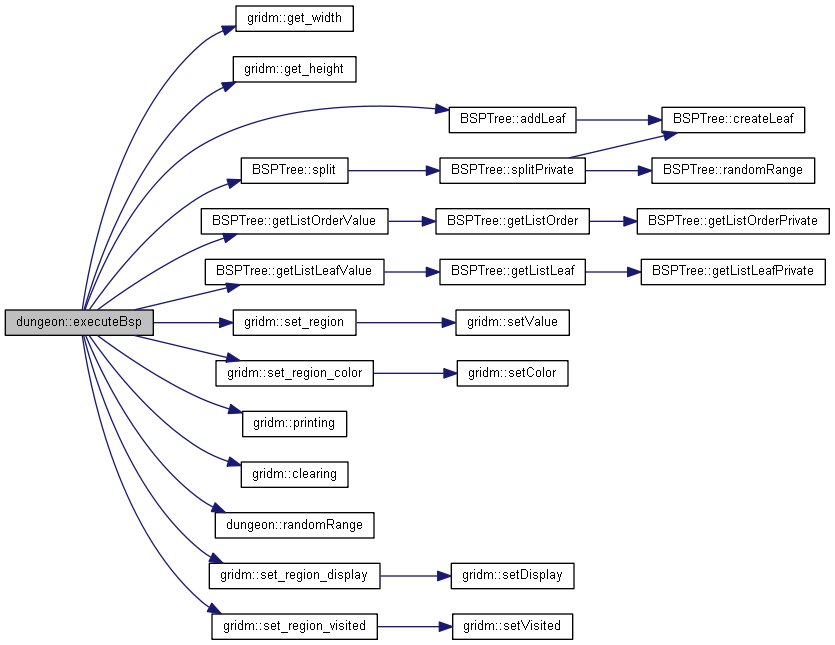 gridm::get_width
gridm::get_height
BSPTree::addLeaf
BSPTree::createLeaf
BSPTree::split
BSPTree::splitPrivate
BSPTree::randomRange
BSPTree::getListOrderValue
BSPTree::getListOrder
BSPTree::getListOrderPrivate
BSPTree::getListLeafValue
BSPTree::getListLeaf
BSPTree::getListLeafPrivate
dungeon::executeBsp
gridm::set_region
gridm::setValue
gridm::set_region_color
gridm::setColor
gridm::printing
gridm::clearing
dungeon::randomRange
gridm::set_region_display
gridm::setDisplay
gridm::set_region_visited
gridm::setVisited